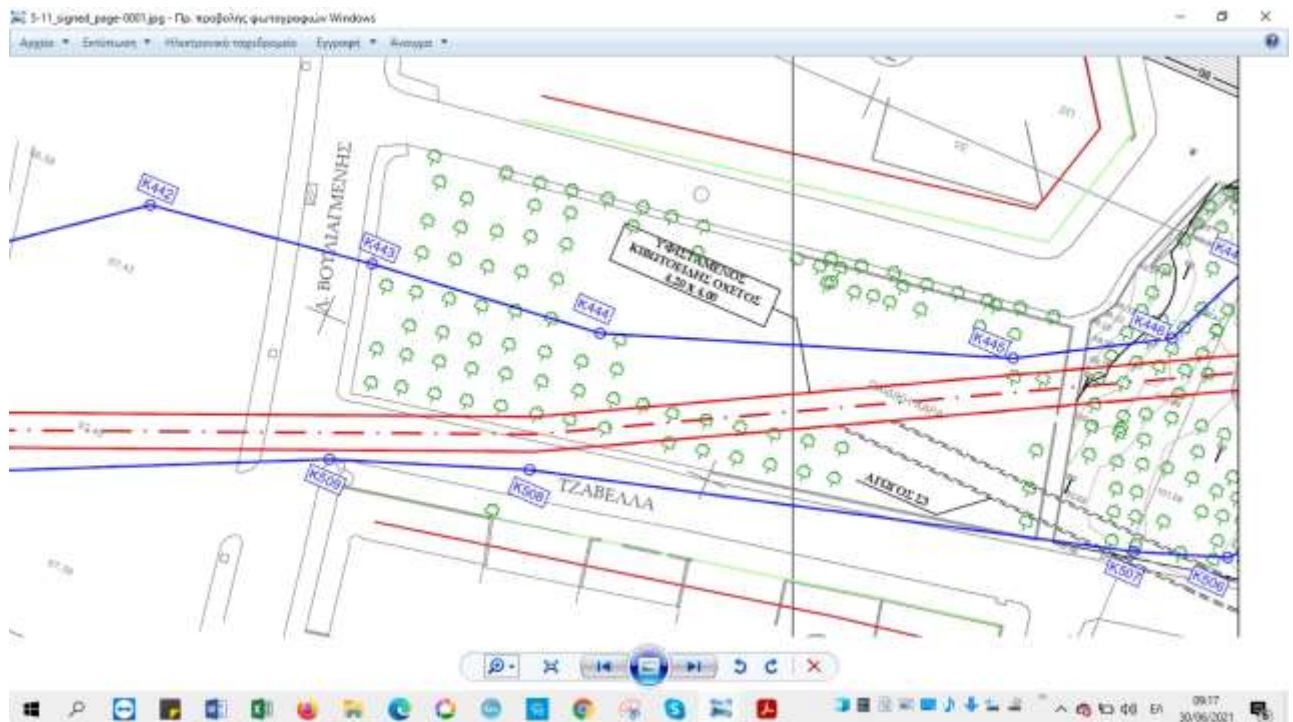 5-11_signed_page-0001.jpg - Πρ. προβολής φωτογραφιών Windows
Αρχείο Εκτύπωση Ηλεκτρονικό ταχυδρομείο Εγγραφή Άνοιγμα
K442
Λ. ΒΟΥΛΙΑΓΜΕΝΗΣ
K443
K444
ΥΦΙΣΤΑΜΕΝΟΣ
ΚΙΒΩΤΟΕΙΔΗΣ ΟΧΕΤΟΣ
4.20 X 4.00
K445
K446
K509
K508
ΤΖΑΒΕΛΛΑ
ΑΓΩΓΟΣ Σ3
K507
K506
EN
09:17
30/06/2021